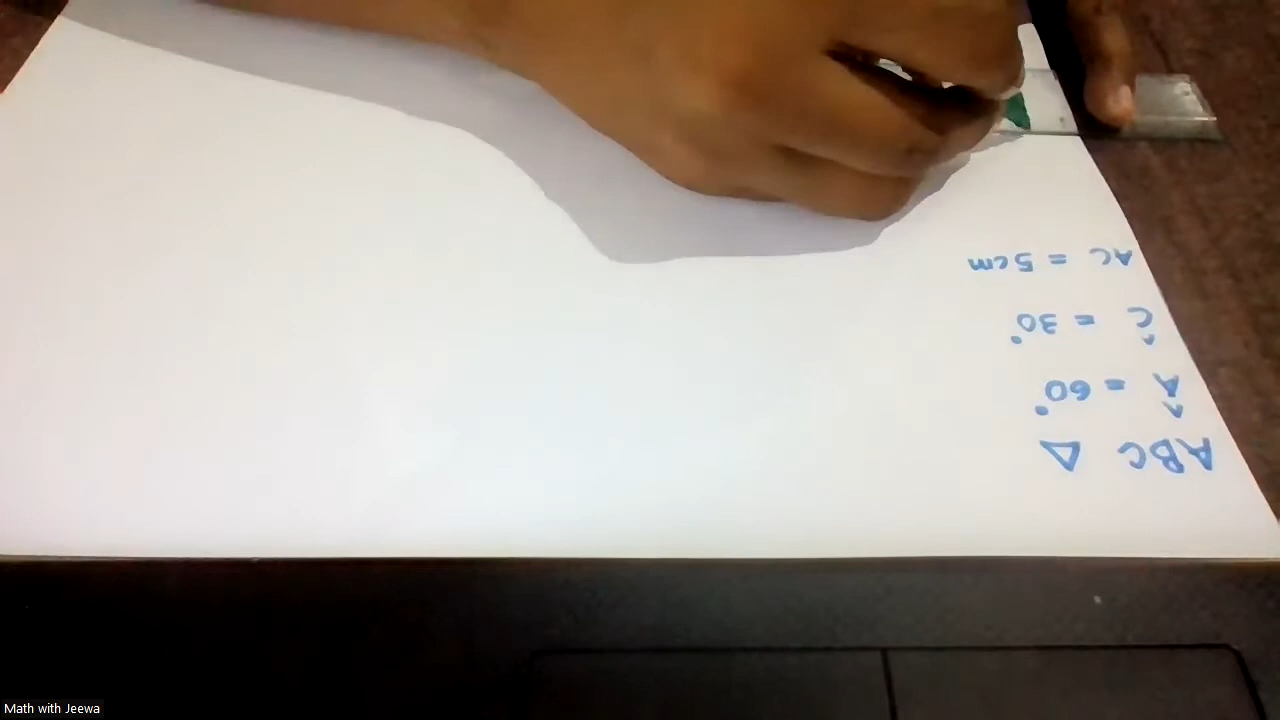 ABC Δ
Â = 60°
Ĉ = 30°
AC = 5cm
Math with Jeewa